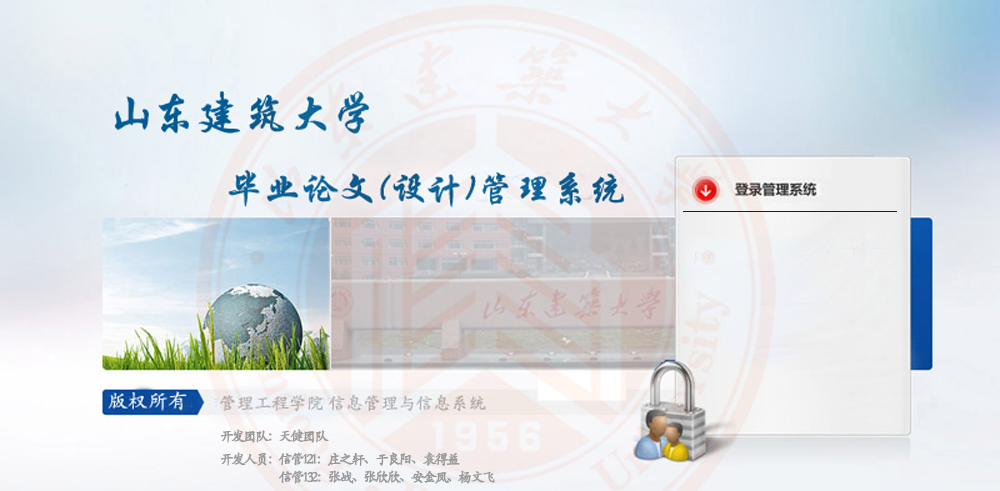 山东建筑大学
毕业论文(设计)管理系统
登录管理系统
山东建筑大学
版权所有
管理工程学院 信息管理与信息系统
开发团队：天健团队
开发人员：信管121：庄之轩、于良阳、袁得益
信管132：张战、张欣欣、安金凤、杨文飞
1956